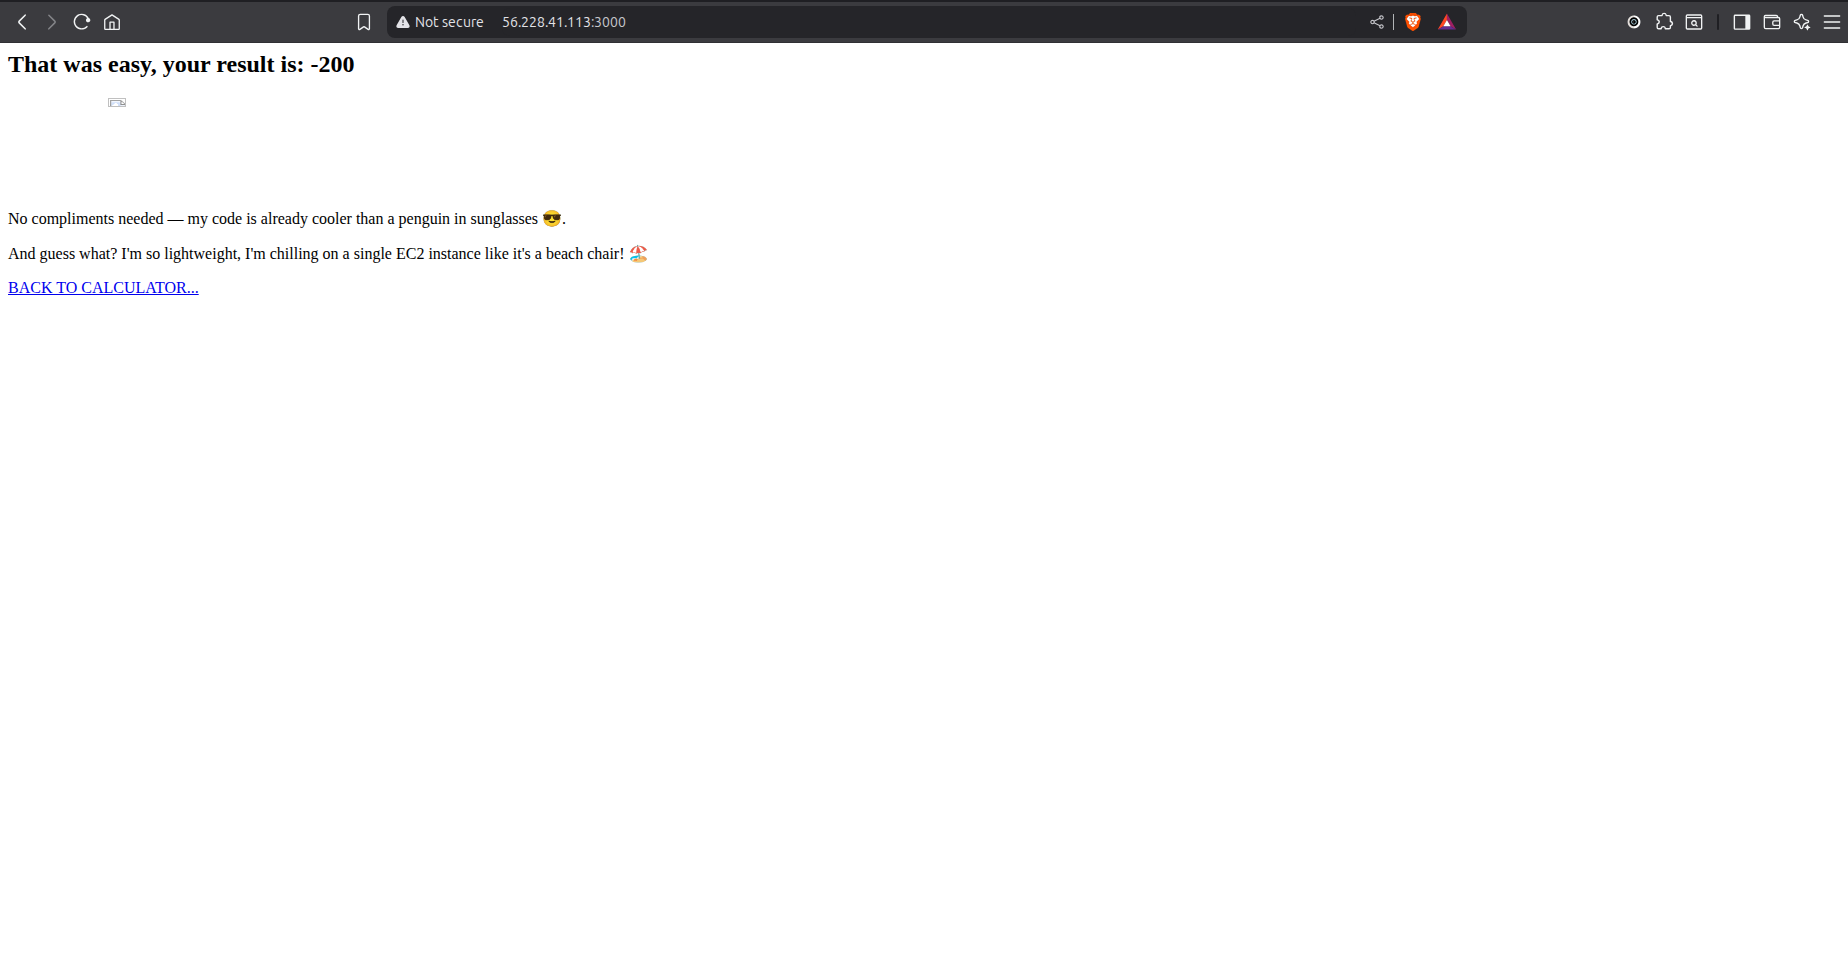 Not secure 56.228.41.113:3000
That was easy, your result is: -200
No compliments needed — my code is already cooler than a penguin in sunglasses 😎.
And guess what? I'm so lightweight, I'm chilling on a single EC2 instance like it's a beach chair! 🏖️
BACK TO CALCULATOR...